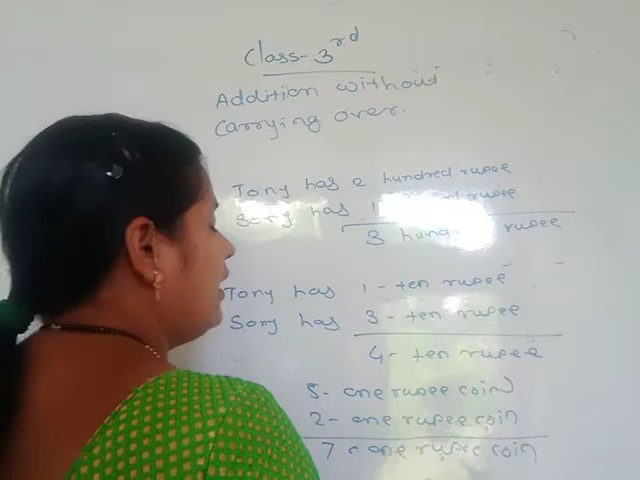 Class-3rd
Addition without
Carrying over.
Tony has 2 hundred rupee
Sony has 1 rupee
3 rupee
Tony has 1 - ten rupee
Sony has 3 - ten rupee
4 - ten rupee
5 - one rupee coin
2 - one rupee coin
7 - one rupee coin